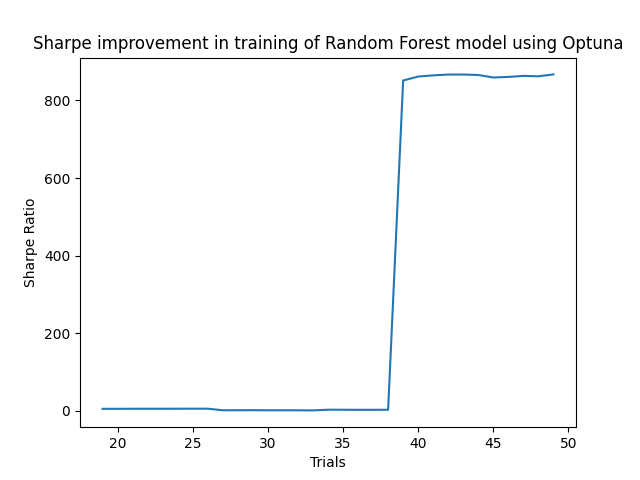 Sharpe improvement in training of Random Forest model using Optuna
Sharpe Ratio
800
600
400
200
0
20 25 30 35 40 45 50
Trials